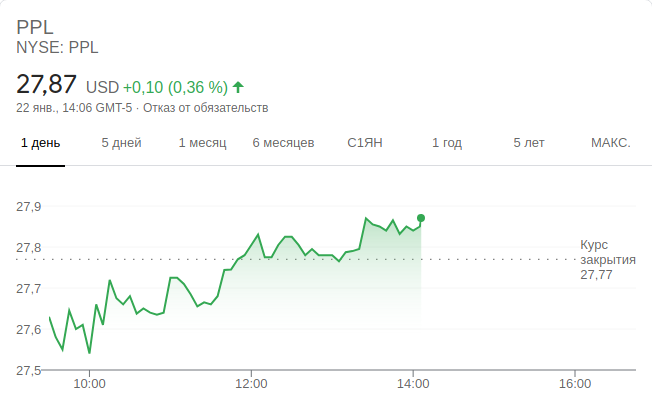 PPL
NYSE: PPL
27,87 USD +0,10 (0,36 %)
22 янв., 14:06 GMT-5 · Отказ от обязательств
1 день 5 дней 1 месяц 6 месяцев С1ЯН 1 год 5 лет МАКС.
27,9
27,8
27,7
27,6
27,5
Курс
закрытия
27,77
10:00 12:00 14:00 16:00